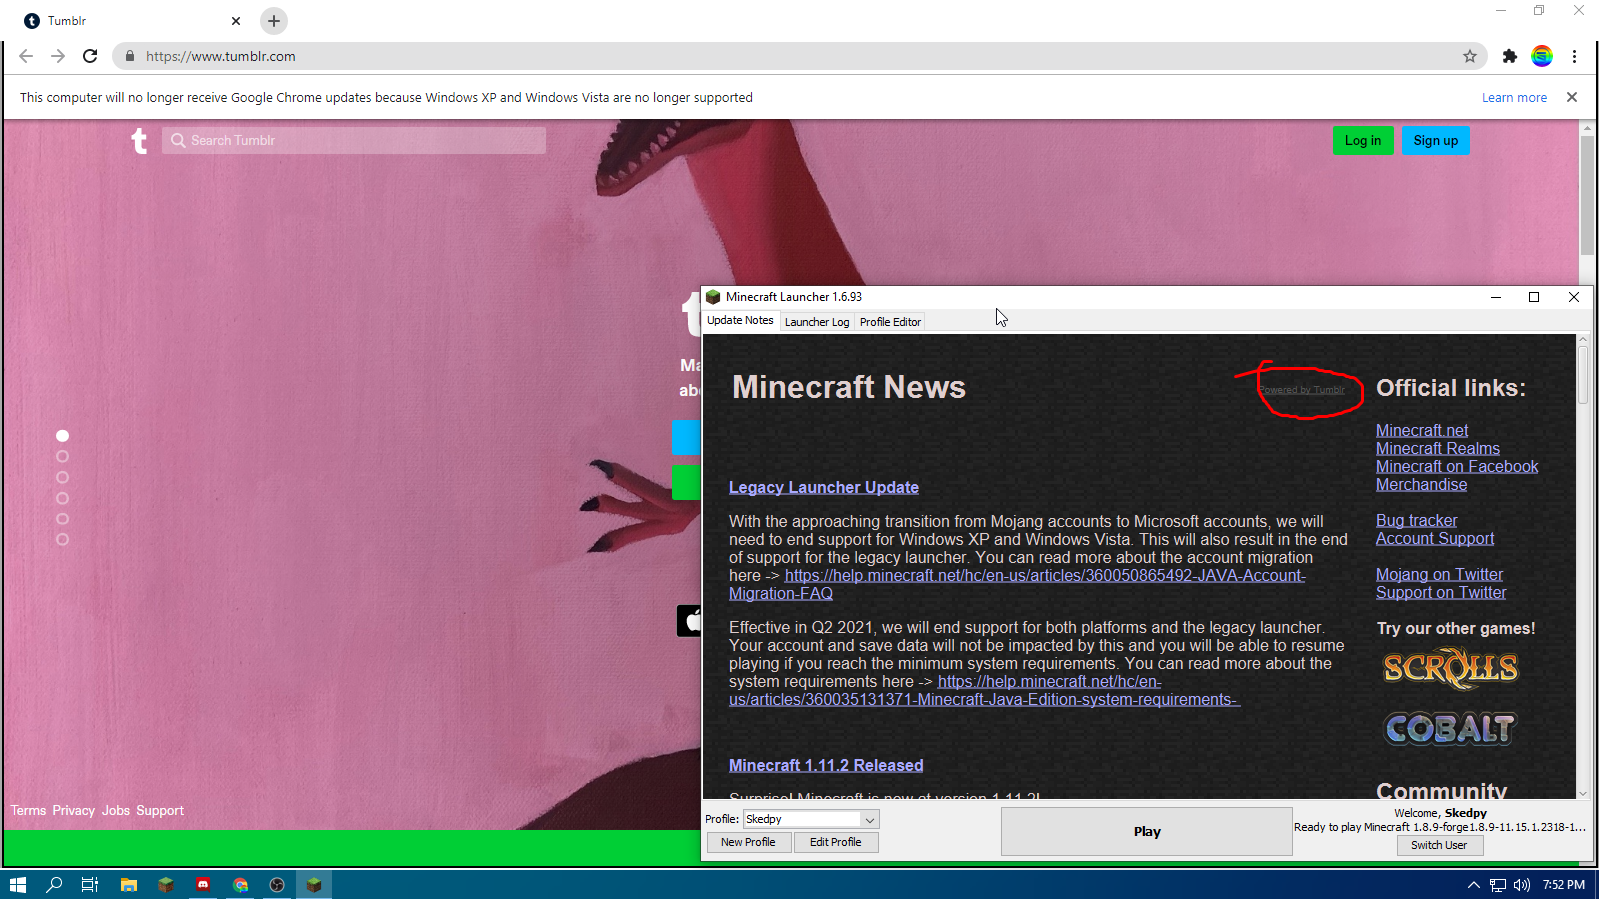 Tumblr
https://www.tumblr.com
This computer will no longer receive Google Chrome updates because Windows XP and Windows Vista are no longer supported
Learn more
t
Search Tumblr
Log in
Sign up
t
Ma
abo
Terms Privacy Jobs Support
Minecraft Launcher 1.6.93
Update Notes
Launcher Log
Profile Editor
Minecraft News
Powered by Tumblr
Legacy Launcher Update
With the approaching transition from Mojang accounts to Microsoft accounts, we will
need to end support for Windows XP and Windows Vista. This will also result in the end
of support for the legacy launcher. You can read more about the account migration
here -> https://help.minecraft.net/hc/en-us/articles/360050865492-JAVA-Account-
Migration-FAQ
Effective in Q2 2021, we will end support for both platforms and the legacy launcher.
Your account and save data will not be impacted by this and you will be able to resume
playing if you reach the minimum system requirements. You can read more about the
system requirements here -> https://help.minecraft.net/hc/en-
us/articles/360035131371-Minecraft-Java-Edition-system-requirements-
Minecraft 1.11.2 Released
Surprise! Minecraft is now at version 1.11.2!
Official links:
Minecraft.net
Minecraft Realms
Minecraft on Facebook
Merchandise
Bug tracker
Account Support
Mojang on Twitter
Support on Twitter
Try our other games!
SCROLLS
COBALT
Community
Profile:
Skedpy
New Profile
Edit Profile
Play
Welcome, Skedpy
Ready to play Minecraft 1.8.9-forge1.8.9-11.15.1.2318-1...
Switch User
7:52 PM